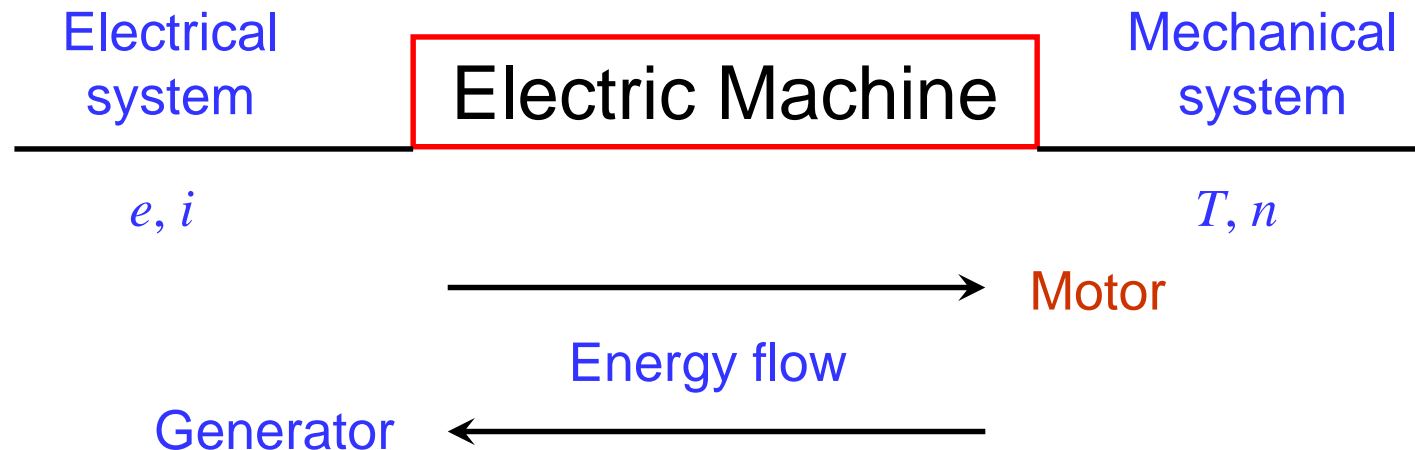 Electrical
system
Electric Machine
Mechanical
system
e, i
T, n
Motor
Energy flow
Generator